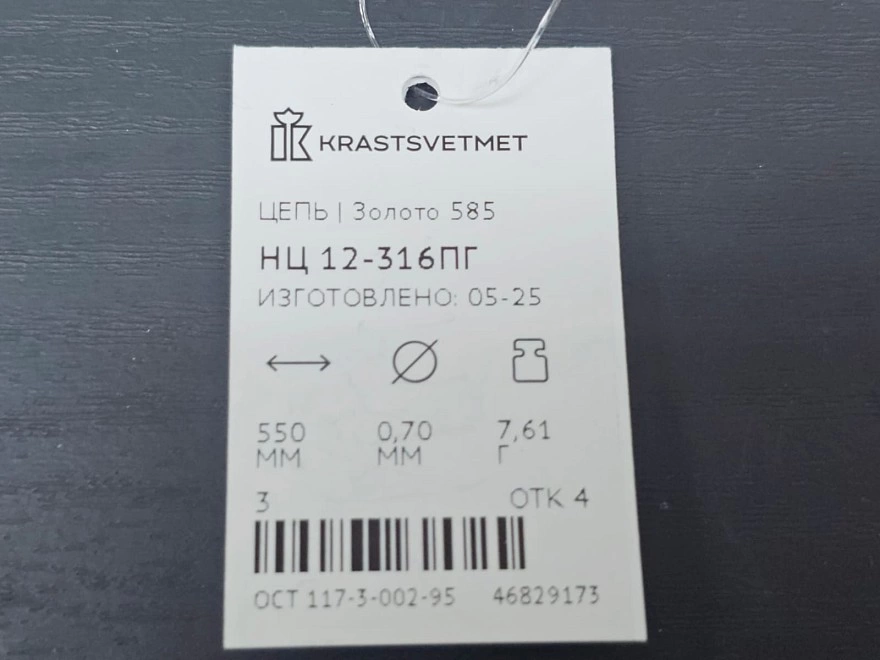 KRASTSVETMET
ЦЕПЬ | Золото 585
НЦ 12-316ПГ
ИЗГОТОВЛЕНО: 05-25
550 0,70 7,61
ММ ММ Г
3 ОТК 4
ОСТ 117-3-002-95 46829173